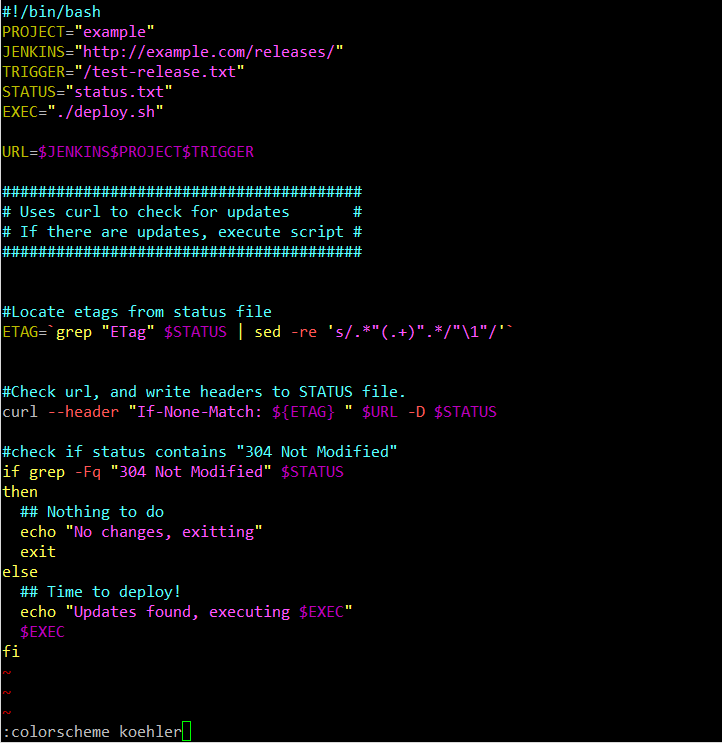 #!/bin/bash
PROJECT="example"
JENKINS="http://example.com/releases/"
TRIGGER="/test-release.txt"
STATUS="status.txt"
EXEC="./deploy.sh"
URL=$JENKINS$PROJECT$TRIGGER
########################################
# Uses curl to check for updates       #
# If there are updates, execute script #
########################################
#Locate etags from status file
ETAG=`grep "ETag" $STATUS | sed -re 's/.*"(.+)".*/"\1"/'`
#Check url, and write headers to STATUS file.
curl --header "If-None-Match: ${ETAG} " $URL -D $STATUS
#check if status contains "304 Not Modified"
if grep -Fq "304 Not Modified" $STATUS
then
  ## Nothing to do
  echo "No changes, exitting"
  exit
else
  ## Time to deploy!
  echo "Updates found, executing $EXEC"
  $EXEC
fi
~
~
~
:colorscheme koehler